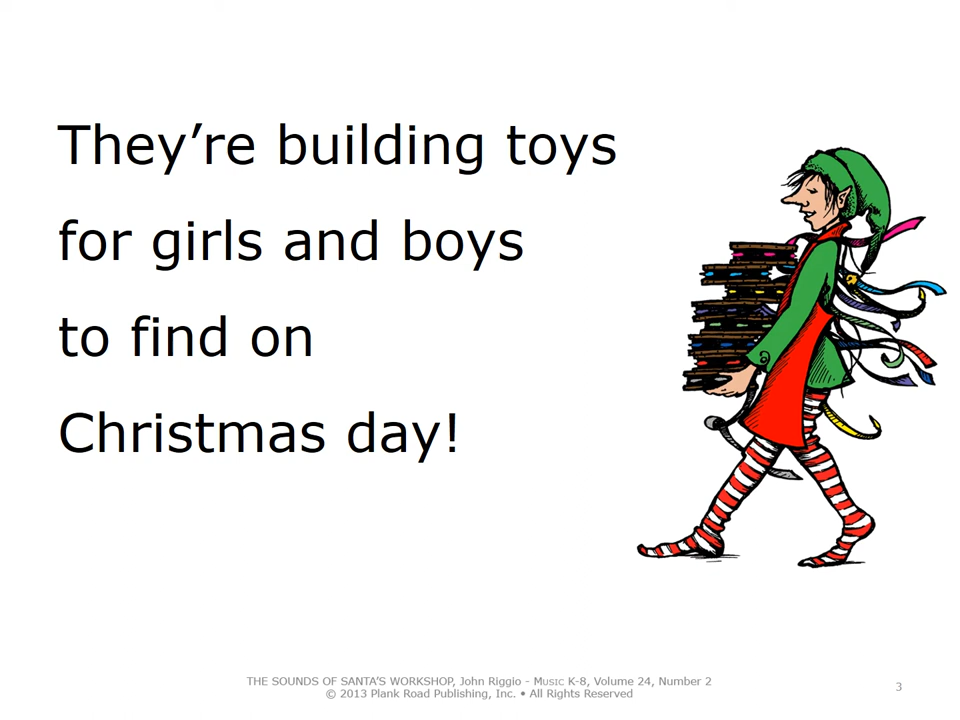 They’re building toys
for girls and boys
to find on
Christmas day!
THE SOUNDS OF SANTA’S WORKSHOP, John Riggio - Music K-8, Volume 24, Number 2
© 2013 Plank Road Publishing, Inc. • All Rights Reserved
3